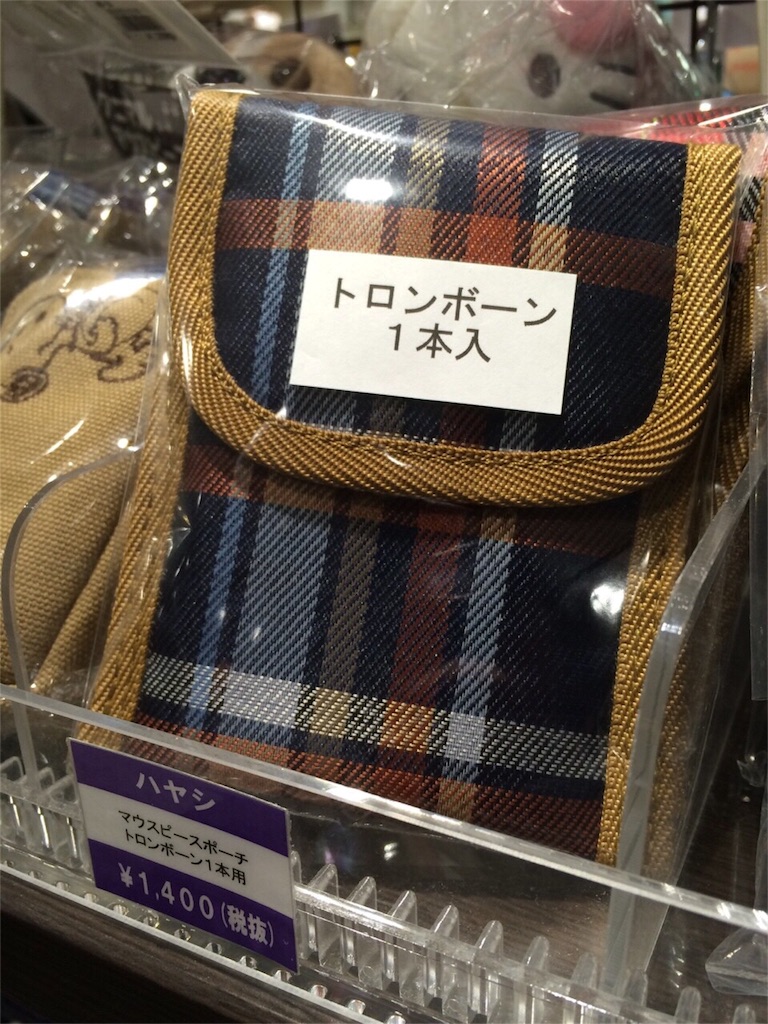 トロンボーン
1本入
ハヤシ
マウスピースポーチ
トロンボーン1本用
¥1,400(税抜)